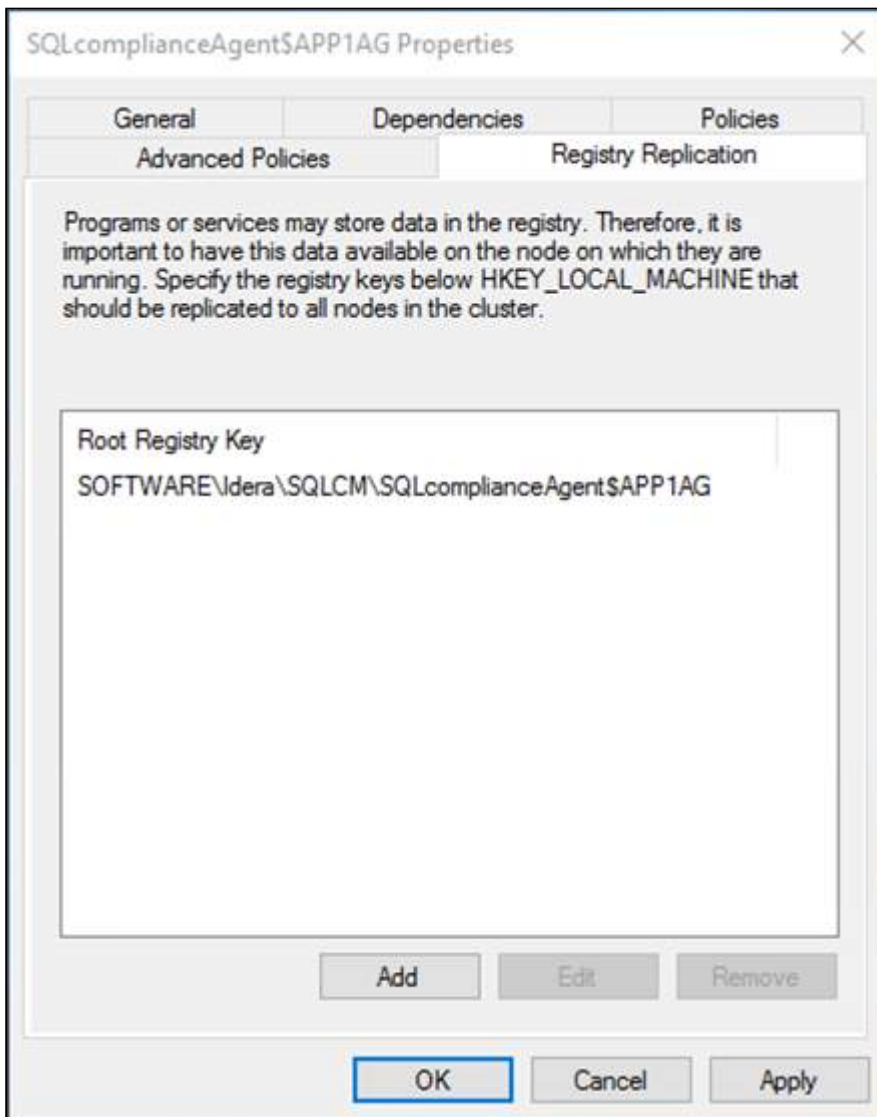 SQLcomplianceAgent$APP1AG Properties
General
Dependencies
Policies
Advanced Policies
Registry Replication
Programs or services may store data in the registry. Therefore, it is
important to have this data available on the node on which they are
running. Specify the registry keys below HKEY_LOCAL_MACHINE that
should be replicated to all nodes in the cluster.
Root Registry Key
SOFTWARE\Idera\SQLCM\SQLcomplianceAgent$APP1AG
Add
Edit
Remove
OK
Cancel
Apply